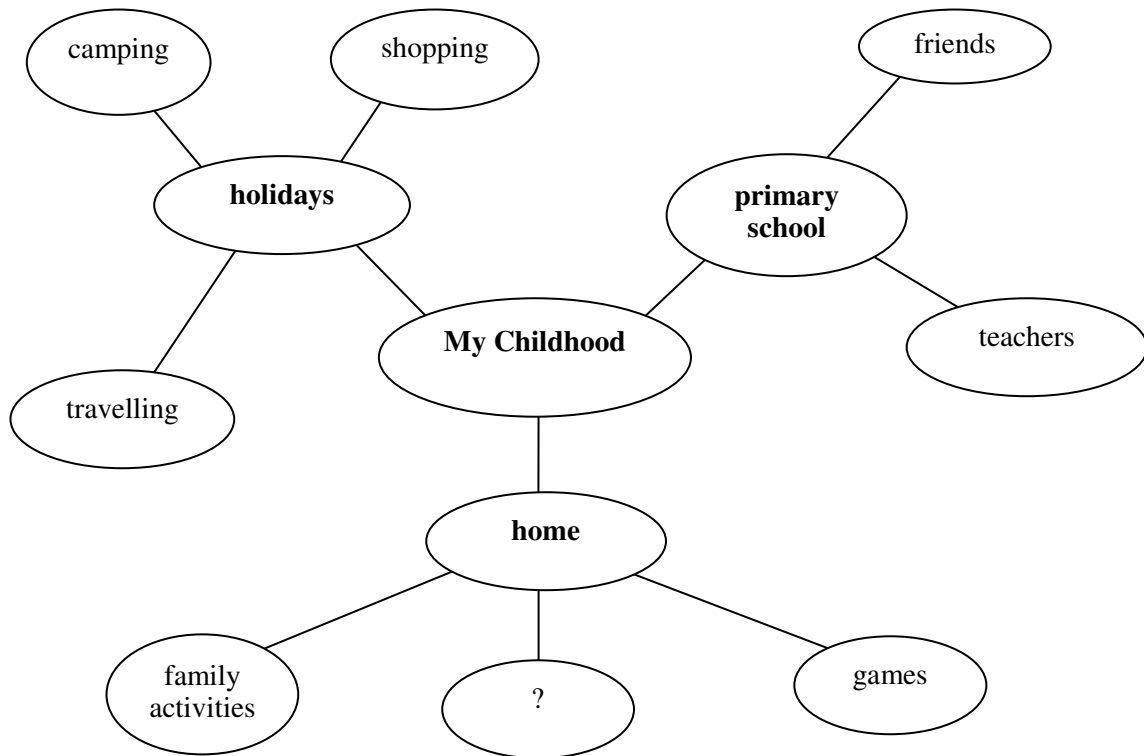 camping
shopping
friends
holidays
primary
school
My Childhood
teachers
travelling
home
family
activities
?
games